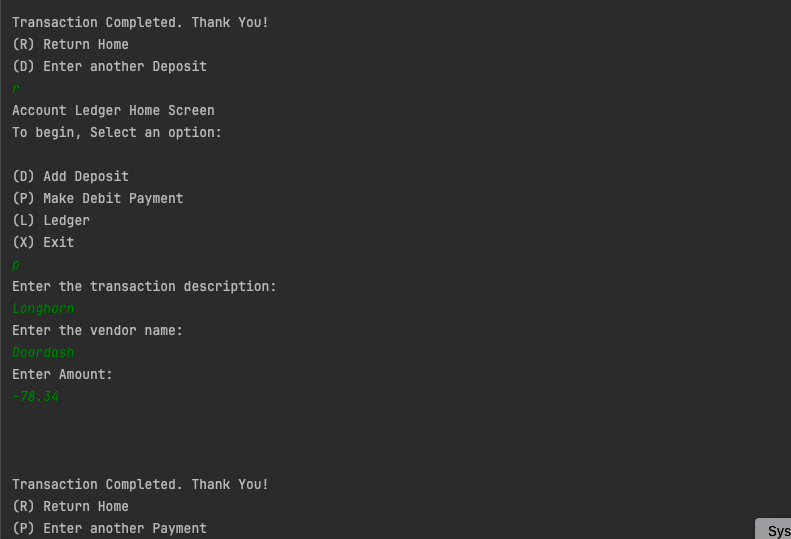 Transaction Completed. Thank You!
(R) Return Home
(D) Enter another Deposit
r
Account Ledger Home Screen
To begin, Select an option:
(D) Add Deposit
(P) Make Debit Payment
(L) Ledger
(X) Exit
p
Enter the transaction description:
Longhorn
Enter the vendor name:
Doordash
Enter Amount:
-78.34
Transaction Completed. Thank You!
(R) Return Home
(P) Enter another Payment
Sys